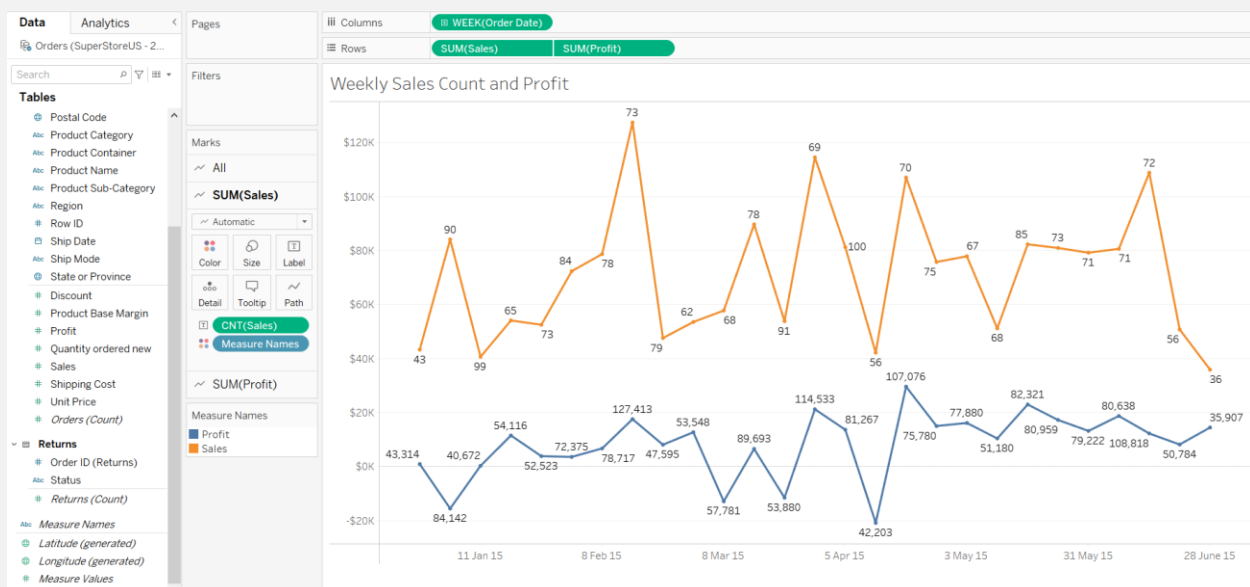 Data Analytics
Orders (SuperStoreUS - 2...
Search
Tables
Postal Code
Abc Product Category
Abc Product Container
Abc Product Name
Abc Product Sub-Category
Abc Region
# Row ID
Ship Date
Abc Ship Mode
State or Province
# Discount
# Product Base Margin
# Profit
# Quantity ordered new
# Sales
# Shipping Cost
# Unit Price
# Orders (Count)
Returns
# Order ID (Returns)
Abc Status
# Returns (Count)
Abc Measure Names
Latitude (generated)
Longitude (generated)
# Measure Values
Pages
Filters
Marks
All
SUM(Sales)
Automatic
Color Size Label
Detail Tooltip Path
CNT(Sales)
Measure Names
SUM(Profit)
Measure Names
Profit
Sales
Columns WEEK(Order Date)
Rows SUM(Sales) SUM(Profit)
Weekly Sales Count and Profit
$120K
$100K
$80K
$60K
$40K
$20K
$0K
-$20K
43 90 99 65 73 84 78 73 79 62 68 78 91 69 100 56 70 75 67 68 85 73 71 71 72 56 36
43,314 84,142 40,672 54,116 52,523 72,375 78,717 127,413 47,595 53,548 57,781 89,693 53,880 114,533 81,267 42,203 107,076 75,780 77,880 51,180 82,321 80,959 79,222 80,638 108,818 50,784 35,907
11 Jan 15 8 Feb 15 8 Mar 15 5 Apr 15 3 May 15 31 May 15 28 June 15